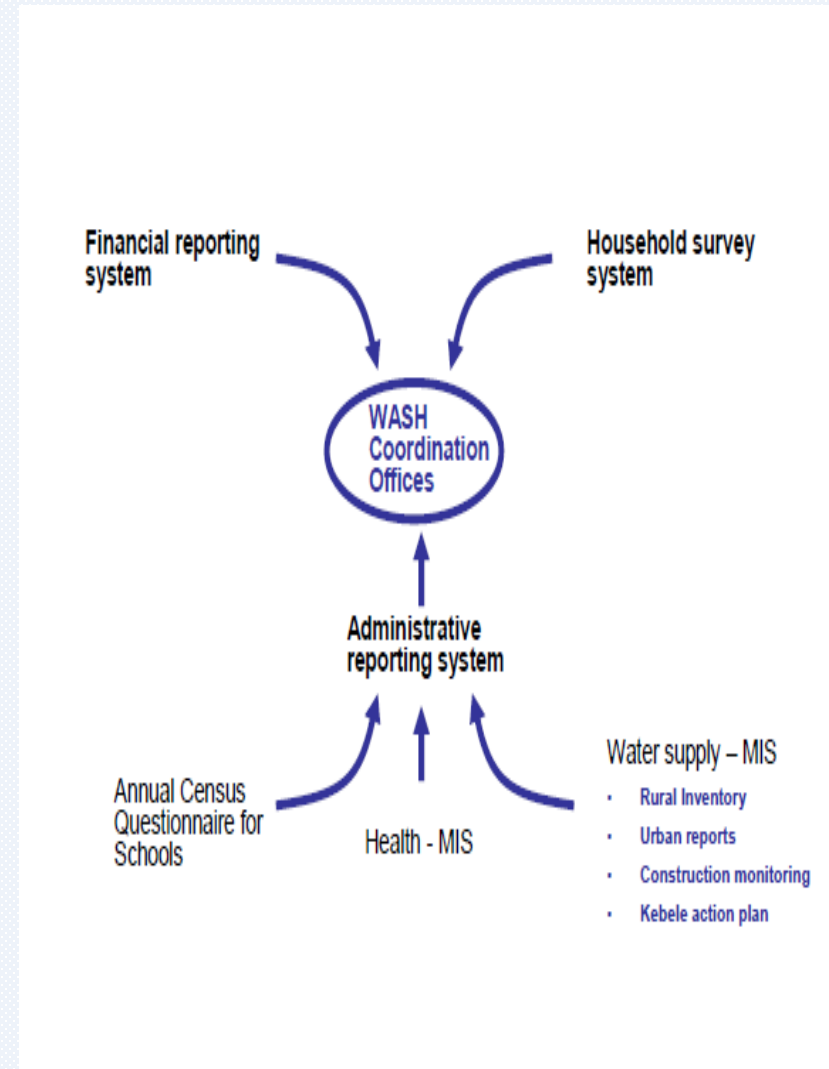 Financial reporting
system
Household survey
system
WASH
Coordination
Offices
Administrative
reporting system
Annual Census
Questionnaire for
Schools
Health - MIS
Water supply – MIS
▪ Rural Inventory
▪ Urban reports
▪ Construction monitoring
▪ Kebele action plan